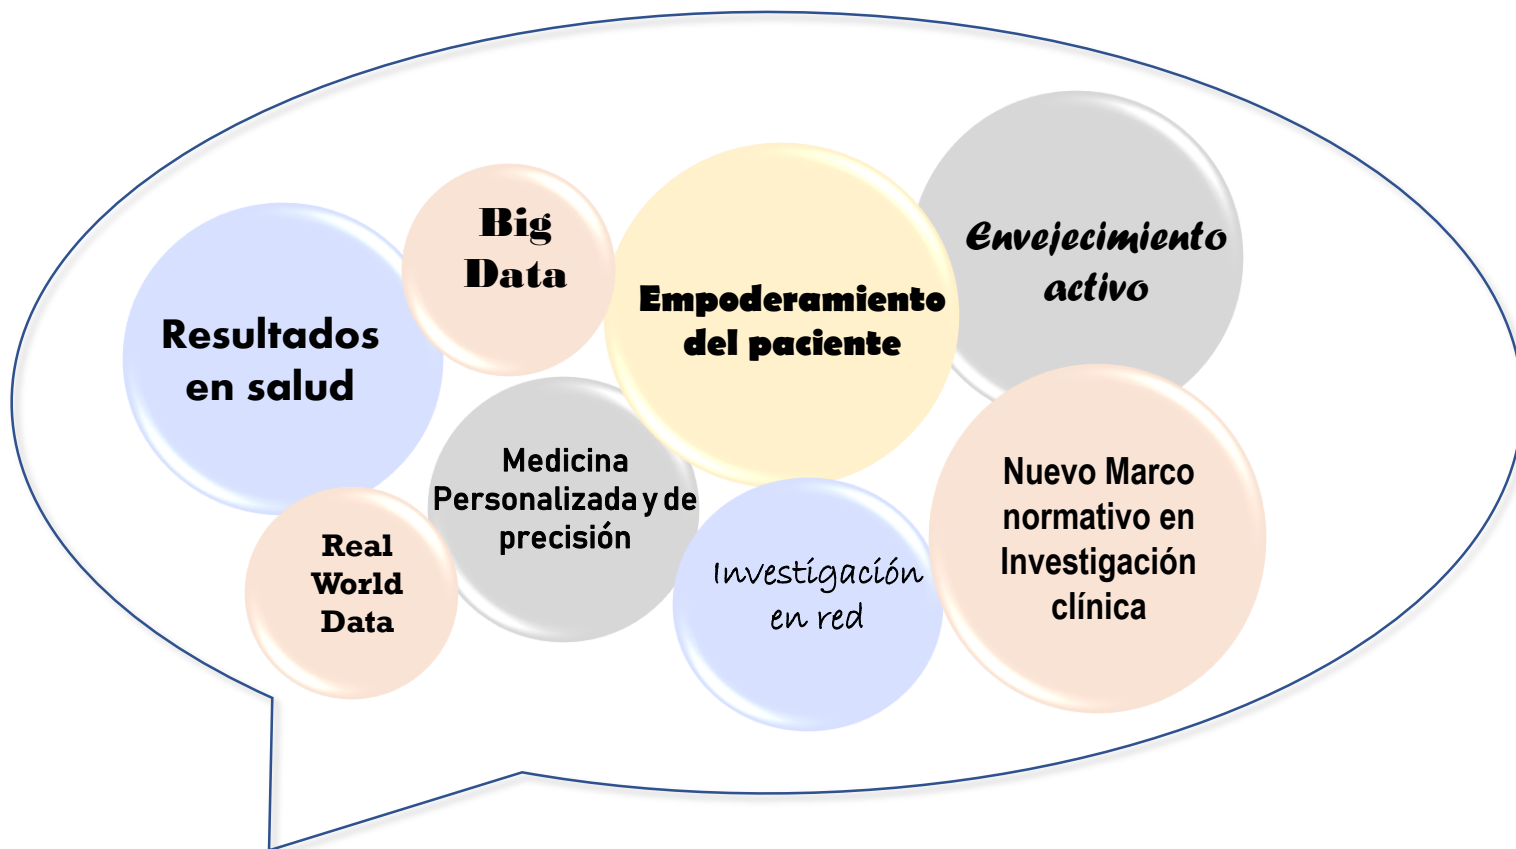 Resultados
en salud
Big
Data
Empoderamiento
del paciente
Envejecimiento
activo
Real
World
Data
Medicina
Personalizada y de
precisión
Investigación
en red
Nuevo Marco
normativo en
Investigación
clínica